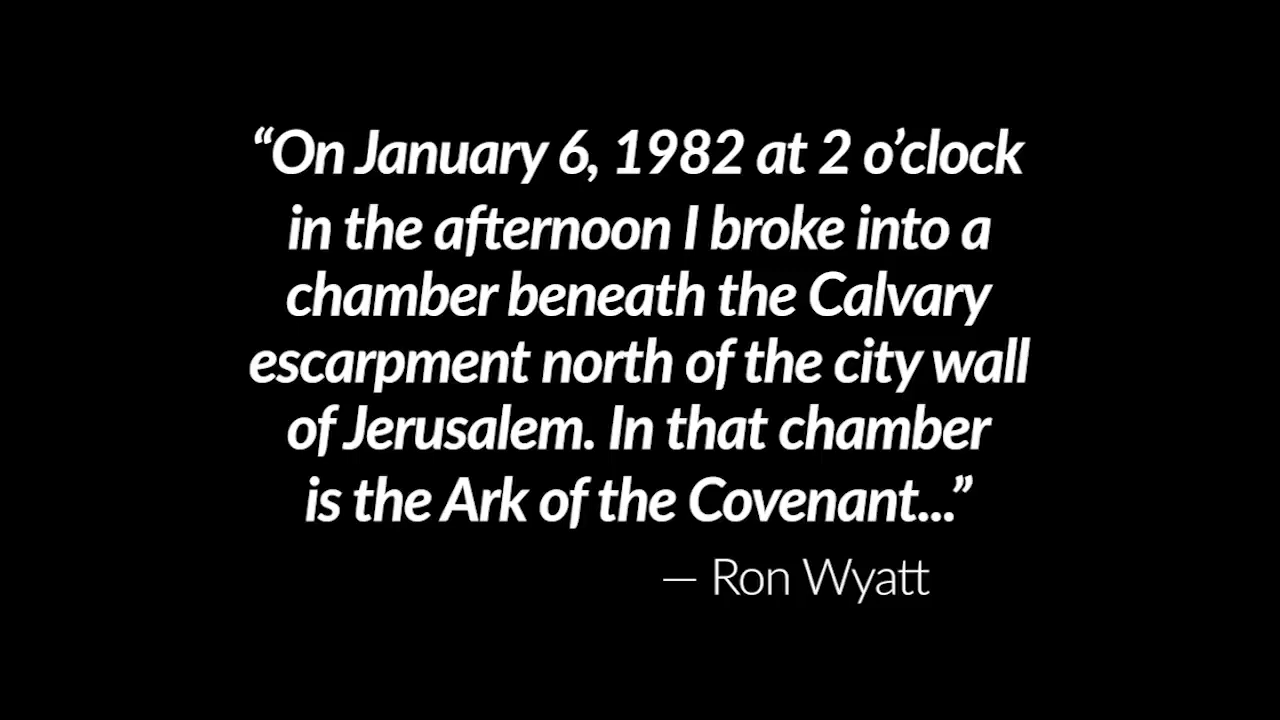 “On January 6, 1982 at 2 o’clock
in the afternoon I broke into a
chamber beneath the Calvary
escarpment north of the city wall
of Jerusalem. In that chamber
is the Ark of the Covenant...”
— Ron Wyatt